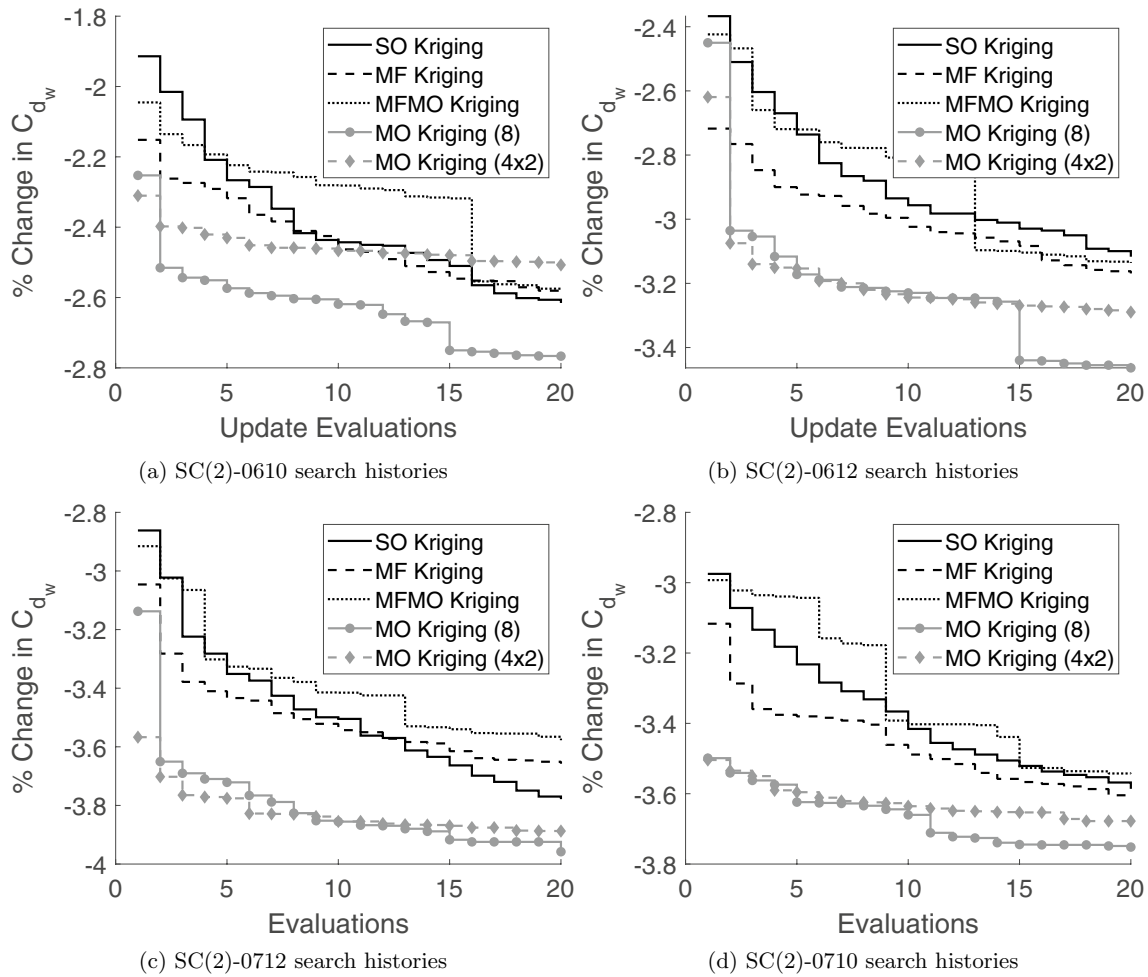 -1.8
-2
-2.2
-2.4
-2.6
-2.8
% Change in C_{d_w}
SO Kriging
MF Kriging
MFMO Kriging
MO Kriging (8)
MO Kriging (4x2)
0 5 10 15 20
Update Evaluations
(a) SC(2)-0610 search histories
-2.4
-2.6
-2.8
-3
-3.2
-3.4
% Change in C_{d_w}
SO Kriging
MF Kriging
MFMO Kriging
MO Kriging (8)
MO Kriging (4x2)
0 5 10 15 20
Update Evaluations
(b) SC(2)-0612 search histories
-2.8
-3
-3.2
-3.4
-3.6
-3.8
-4
% Change in C_{d_w}
SO Kriging
MF Kriging
MFMO Kriging
MO Kriging (8)
MO Kriging (4x2)
0 5 10 15 20
Evaluations
(c) SC(2)-0712 search histories
-2.8
-3
-3.2
-3.4
-3.6
-3.8
% Change in C_{d_w}
SO Kriging
MF Kriging
MFMO Kriging
MO Kriging (8)
MO Kriging (4x2)
0 5 10 15 20
Evaluations
(d) SC(2)-0710 search histories